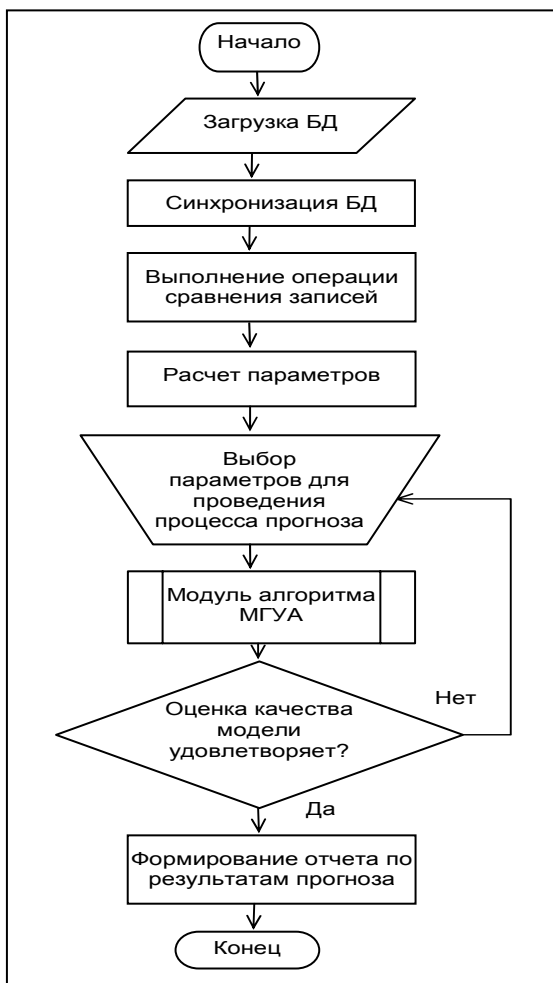 Начало
Загрузка БД
Синхронизация БД
Выполнение операции
сравнения записей
Расчет параметров
Выбор
параметров для
проведения
процесса прогноза
Модуль алгоритма
МГУА
Оценка качества
модели
удовлетворяет?
Нет
Да
Формирование отчета по
результатам прогноза
Конец